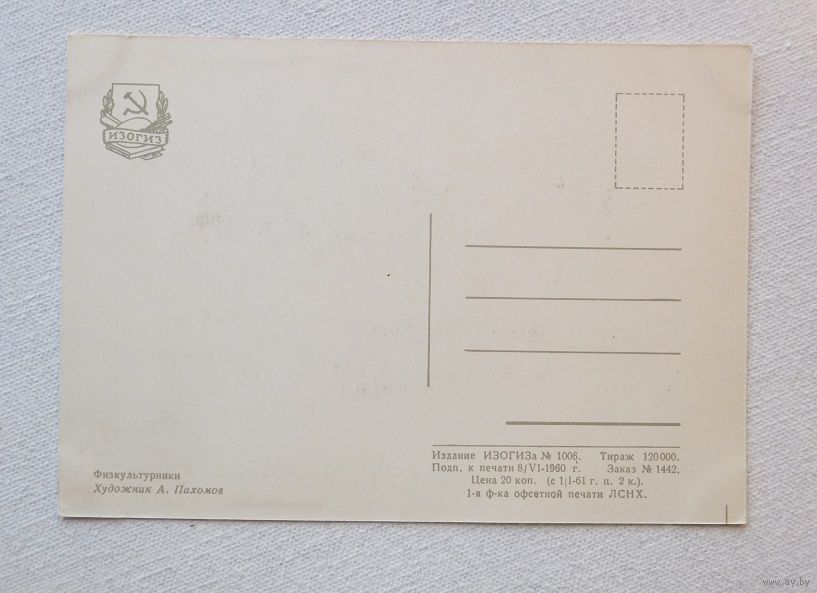 ИЗОГИЗ
Физкультурники
Художник А. Пахомов
Издание ИЗОГИЗа № 1006. Тираж 120000.
Подп. к печати 8/VI-1960 г. Заказ № 1442.
Цена 20 коп. (с 1/I-61 г. ц. 2 к.).
1-я ф-ка офсетной печати ЛСНХ.
www.ay.by